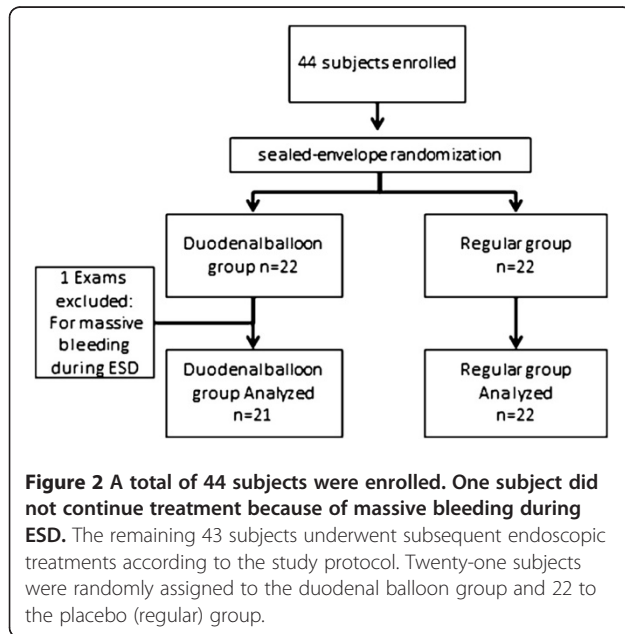 44 subjects enrolled
sealed-envelope randomization
Duodenal balloon
group n=22
Regular group
n=22
1 Exams
excluded:
For massive
bleeding
during ESD
Duodenal balloon
group Analyzed
n=21
Regular group
Analyzed
n=22
Figure 2 A total of 44 subjects were enrolled. One subject did
not continue treatment because of massive bleeding during
ESD. The remaining 43 subjects underwent subsequent endoscopic
treatments according to the study protocol. Twenty-one subjects
were randomly assigned to the duodenal balloon group and 22 to
the placebo (regular) group.